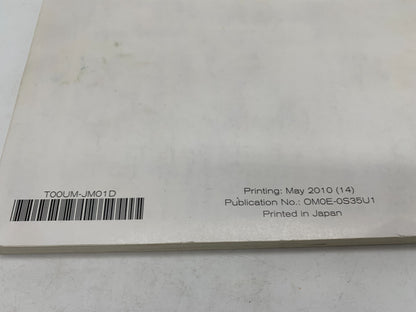 T00UM-JM01D
Printing: May 2010 (14)
Publication No.: OM0E-0S35U1
Printed in Japan